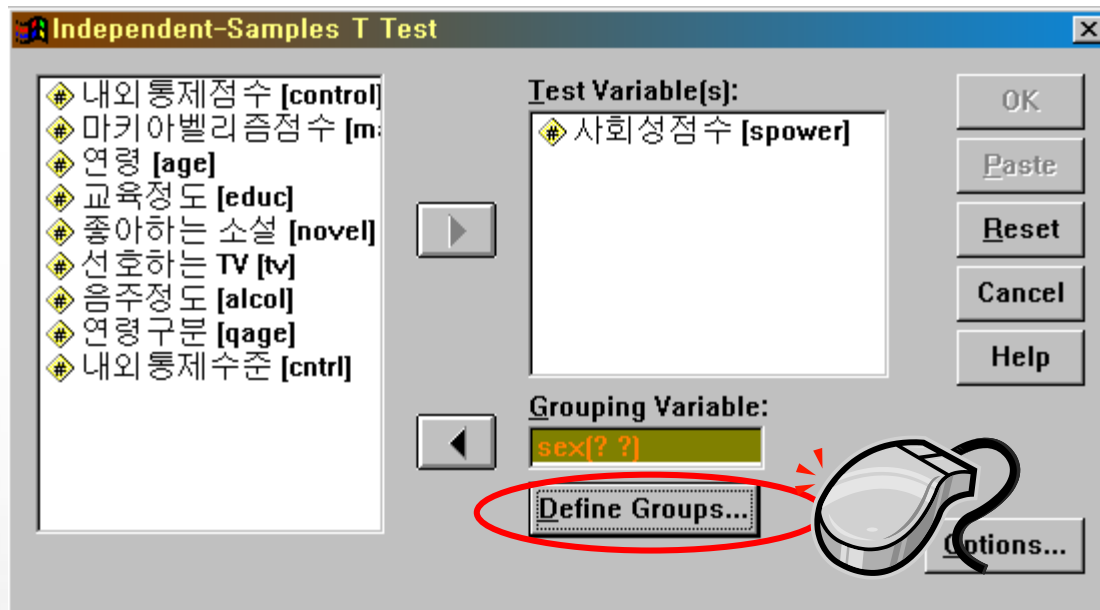 Independent-Samples T Test
내외통제점수 [control]
마키아벨리즘점수 [ma
연령 [age]
교육정도 [educ]
좋아하는 소설 [novel]
선호하는 TV [tv]
음주정도 [alcol]
연령구분 [qage]
내외통제수준 [cntrl]
Test Variable(s):
사회성점수 [spower]
Grouping Variable:
sex(? ?)
Define Groups...
OK
Paste
Reset
Cancel
Help
Options...